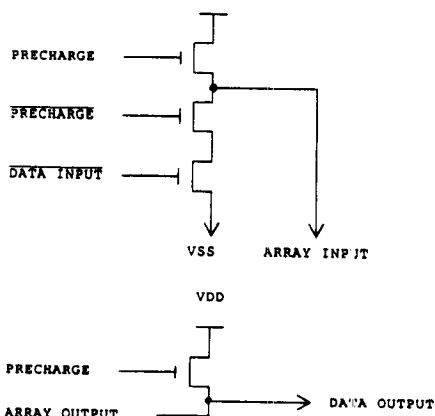 PRECHARGE
PRECHARGE
DATA INPUT
VSS ARRAY INPUT
VDD
PRECHARGE
DATA OUTPUT
ARRAY OUTPUT